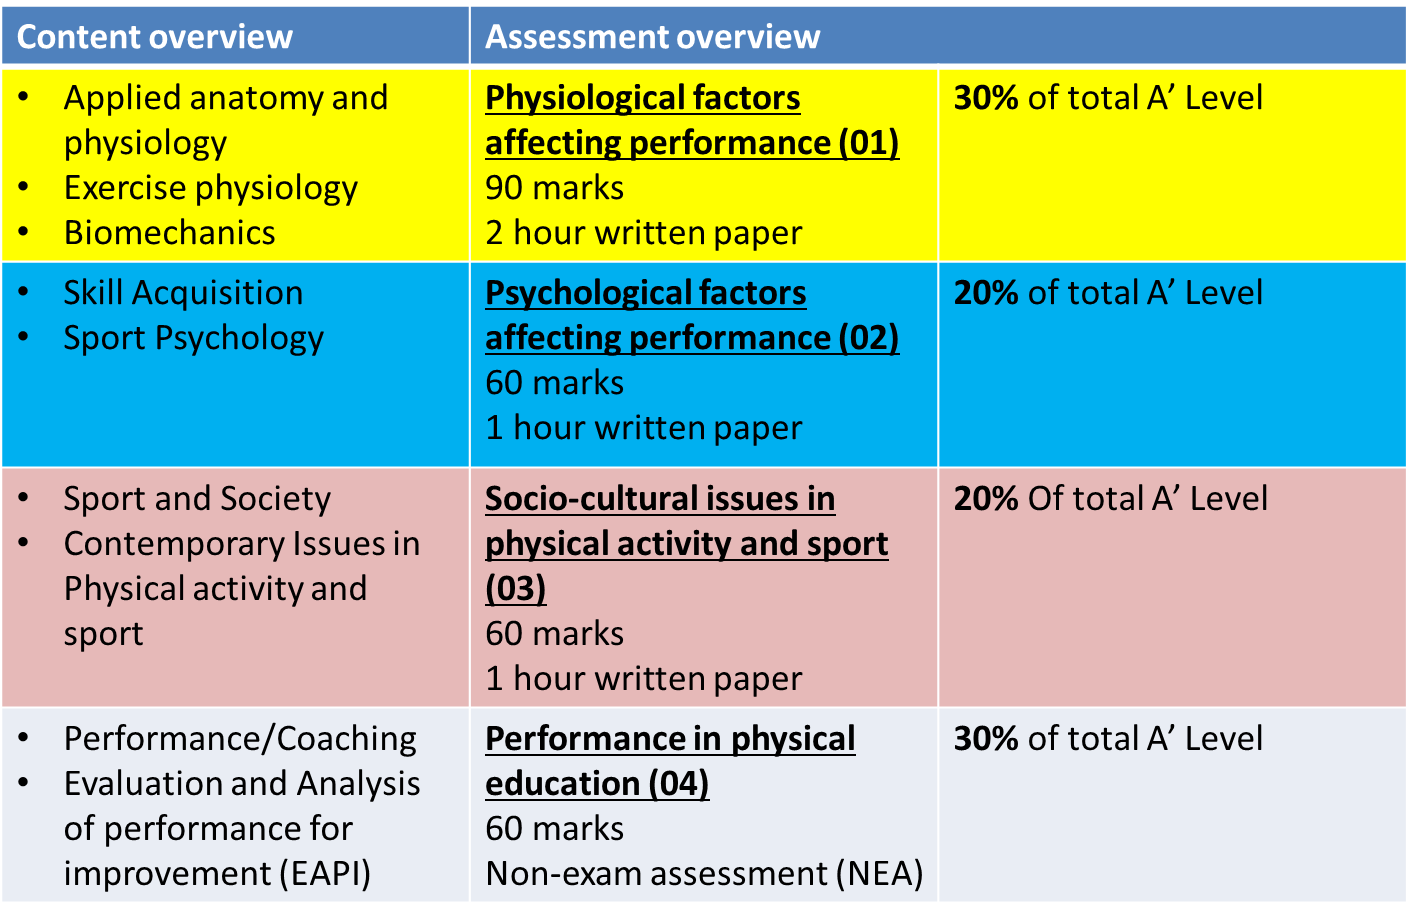 Content overview
Assessment overview
• Applied anatomy and
physiology
• Exercise physiology
• Biomechanics
Physiological factors
affecting performance (01)
90 marks
2 hour written paper
30% of total A’ Level
• Skill Acquisition
• Sport Psychology
Psychological factors
affecting performance (02)
60 marks
1 hour written paper
20% of total A’ Level
• Sport and Society
• Contemporary Issues in
Physical activity and
sport
Socio-cultural issues in
physical activity and sport
(03)
60 marks
1 hour written paper
20% Of total A’ Level
• Performance/Coaching
• Evaluation and Analysis
of performance for
improvement (EAPI)
Performance in physical
education (04)
60 marks
Non-exam assessment (NEA)
30% of total A’ Level